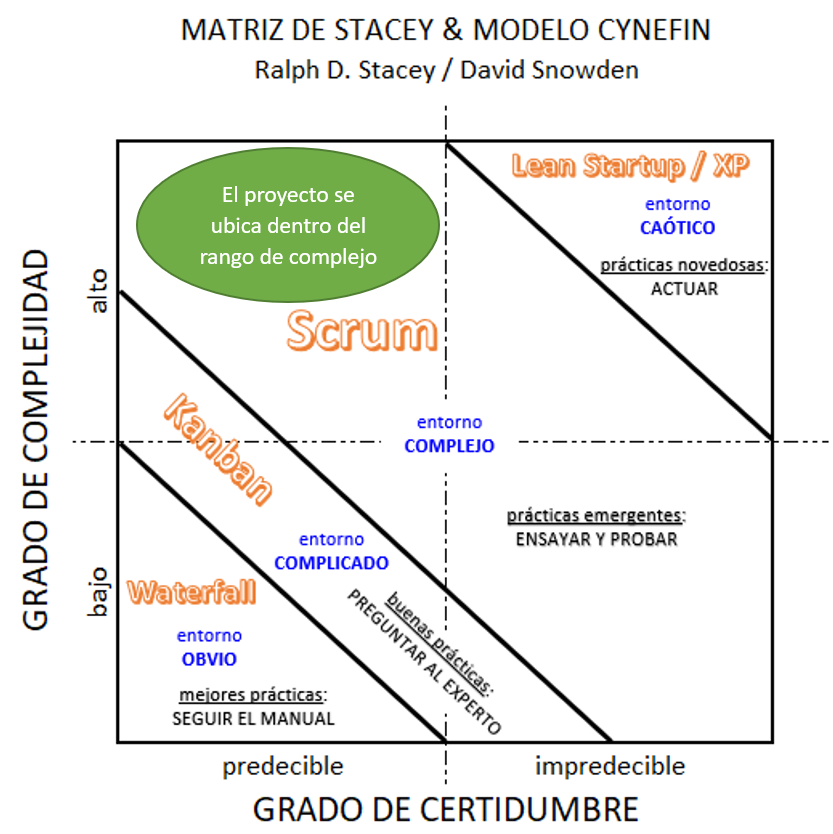 MATRIZ DE STACEY & MODELO CYNEFIN
Ralph D. Stacey / David Snowden
Lean Startup / XP
entorno
CAÓTICO
prácticas novedosas:
ACTUAR
El proyecto se
ubica dentro del
rango de complejo
Scrum
GRADO DE COMPLEJIDAD
alto
bajo
Kanban
entorno
COMPLEJO
prácticas emergentes:
ENSAYAR Y PROBAR
entorno
COMPLICADO
buenas prácticas:
PREGUNTAR AL EXPERTO
Waterfall
entorno
OBVIO
mejores prácticas:
SEGUIR EL MANUAL
predecible
impredecible
GRADO DE CERTIDUMBRE